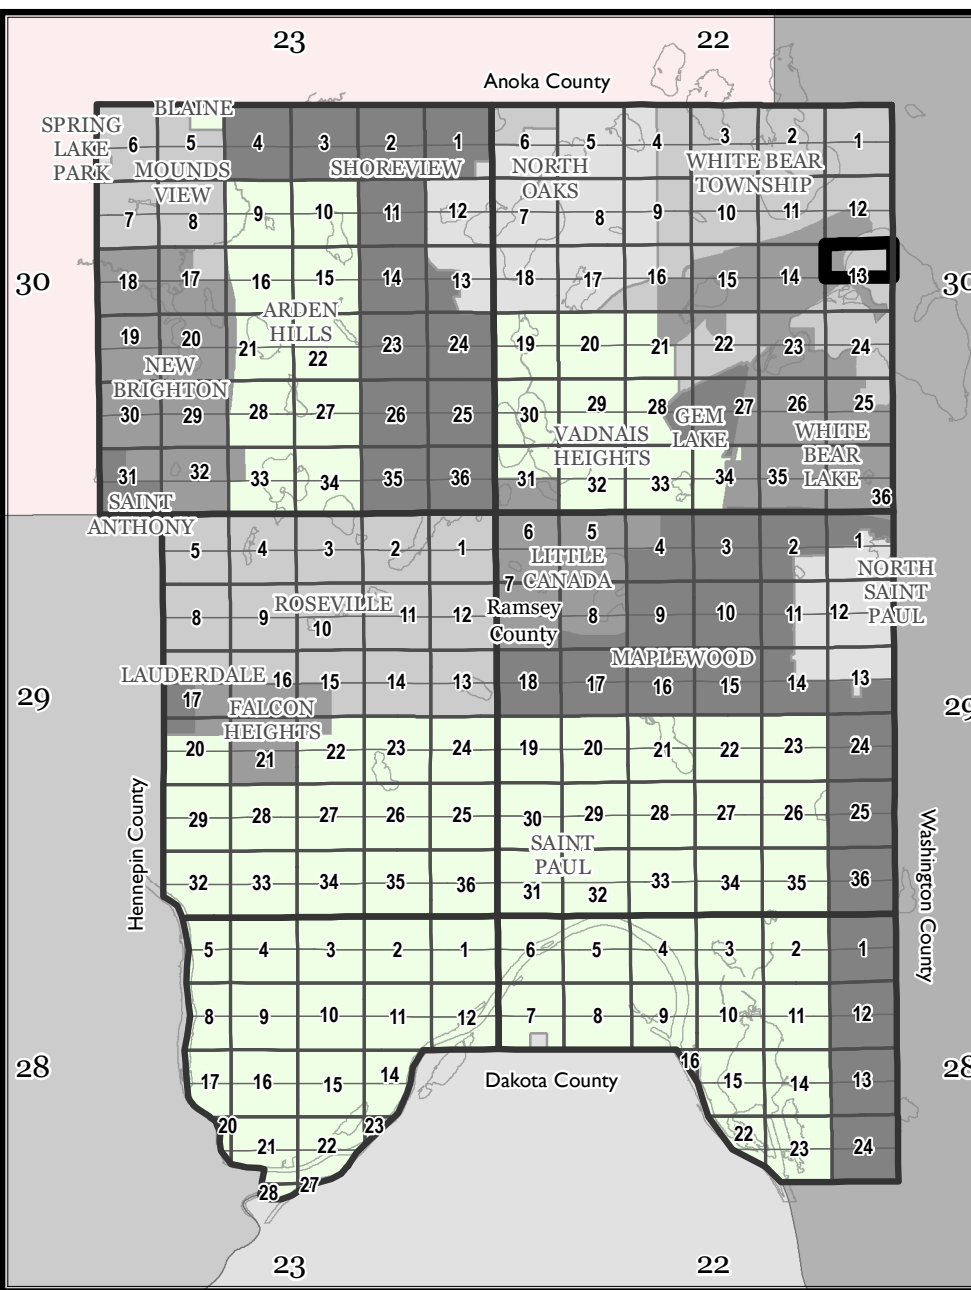 23 22
Anoka County
BLAINE
SPRING
LAKE
PARK
6 5 4 3 2 1 6 5 4 3 2 1
MOUNDS
VIEW
SHOREVIEW
NORTH
OAKS
WHITE BEAR
TOWNSHIP
7 8 9 10 11 12 7 8 9 10 11 12
30 18 17 16 15 14 13 18 17 16 15 14 13 30
ARDEN
HILLS
19 20 21 22 23 24 19 20 21 22 23 24
NEW
BRIGHTON
30 29 28 27 26 25 30 29 28 27 26 25
GEM
LAKE
VADNAIS
HEIGHTS
WHITE
BEAR
LAKE
31 32 33 34 35 36 31 32 33 34 35 36
SAINT
ANTHONY
5 4 3 2 1 6 5 4 3 2 1
LITTLE
CANADA
NORTH
SAINT
PAUL
8 9 10 11 12 7 8 9 10 11 12
ROSEVILLE
Ramsey
County
MAPLEWOOD
LAUDERDALE
29 17 16 15 14 13 18 17 16 15 14 13 29
FALCON
HEIGHTS
20 21 22 23 24 19 20 21 22 23 24
29 28 27 26 25 30 29 28 27 26 25
Hennepin County
Washington County
SAINT
PAUL
32 33 34 35 36 31 32 33 34 35 36
5 4 3 2 1 6 5 4 3 2 1
8 9 10 11 12 7 8 9 10 11 12
28 17 16 15 14 16 15 14 13 28
Dakota County
20 21 22 23 22 23 24
28 27
23 22